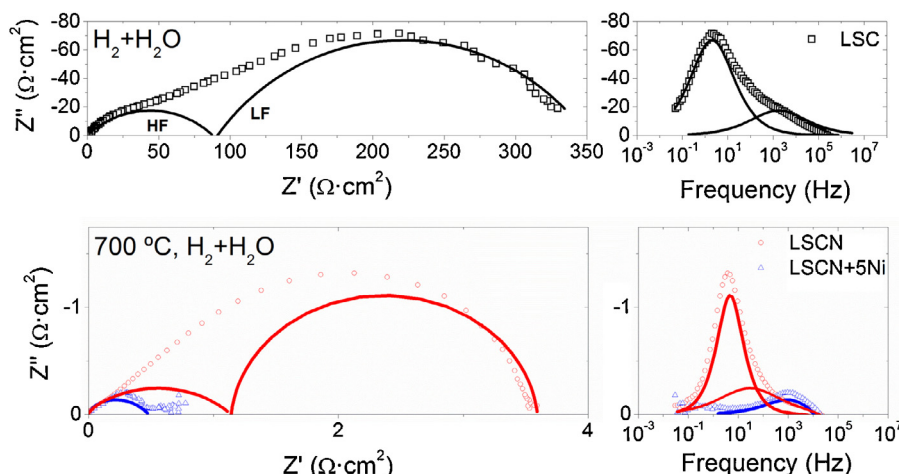 H2+H2O
HF
LF
Z'' (Ω·cm²)
-80
-60
-40
-20
0
0 50 100 150 200 250 300 350
Z' (Ω·cm²)
LSC
-80
-60
-40
-20
0
10⁻³ 10⁻¹ 10¹ 10³ 10⁵ 10⁷
Frequency (Hz)
700 ºC, H2+H2O
Z'' (Ω·cm²)
-1
0
0 2 4
Z' (Ω·cm²)
LSCN
LSCN+5Ni
-1
0
10⁻³ 10⁻¹ 10¹ 10³ 10⁵ 10⁷
Frequency (Hz)